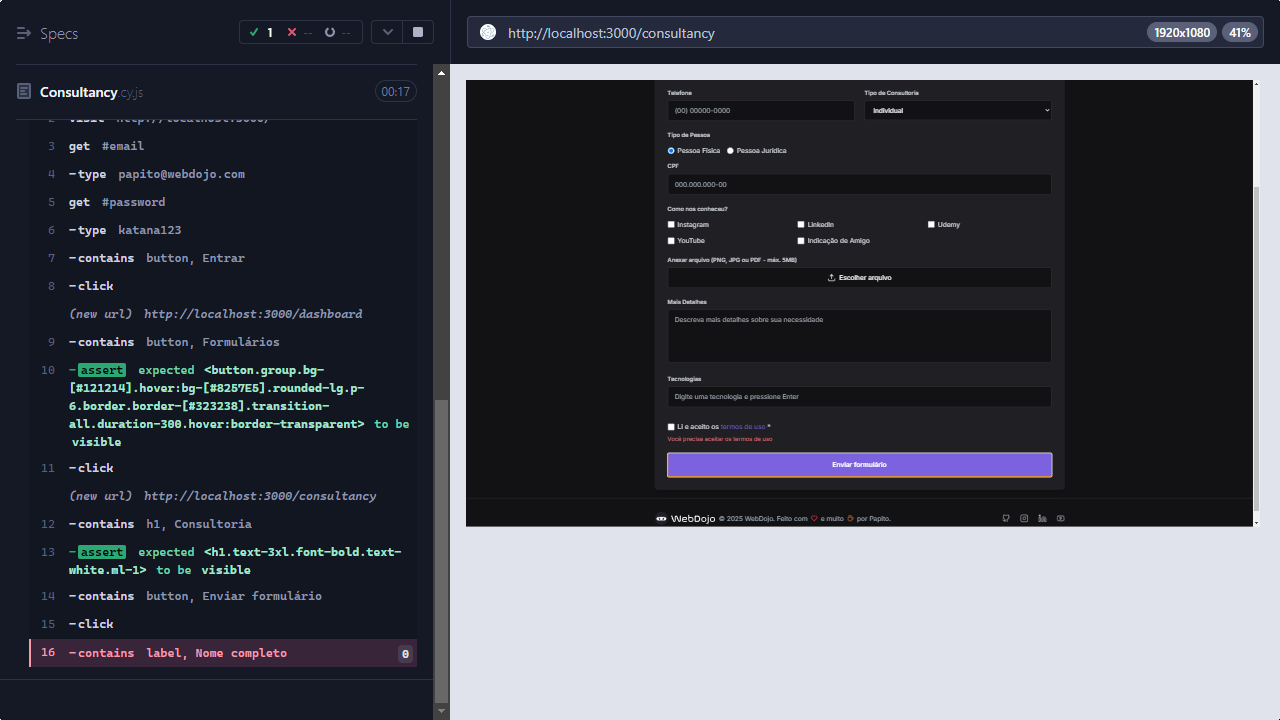 Specs
1
--
--
http://localhost:3000/consultancy
1920x1080
41%
Consultancy.cy.js
00:17
2 visit http://localhost:3000/
3 get #email
4 -type papito@webdojo.com
5 get #password
6 -type katana123
7 -contains button, Entrar
8 -click
(new url) http://localhost:3000/dashboard
9 -contains button, Formulários
10 -assert expected <button.group.bg-
[#121214].hover:bg-[#8257E5].rounded-lg.p-
6.border.border-[#323238].transition-
all.duration-300.hover:border-transparent> to be
visible
11 -click
(new url) http://localhost:3000/consultancy
12 -contains h1, Consultoria
13 -assert expected <h1.text-3xl.font-bold.text-
white.ml-1> to be visible
14 -contains button, Enviar formulário
15 -click
16 -contains label, Nome completo 0
Telefone
Tipo de Consultoria
(00) 00000-0000
Individual
Tipo de Pessoa
Pessoa Física
Pessoa Jurídica
CPF
000.000.000-00
Como nos conheceu?
Instagram
LinkedIn
Udemy
YouTube
Indicação de Amigo
Anexar arquivo (PNG, JPG ou PDF - máx. 5MB)
Escolher arquivo
Mais Detalhes
Descreva mais detalhes sobre sua necessidade
Tecnologias
Digite uma tecnologia e pressione Enter
Li e aceito os termos de uso *
Você precisa aceitar os termos de uso
Enviar formulário
WebDojo © 2025 WebDojo. Feito com e muito por Papito.